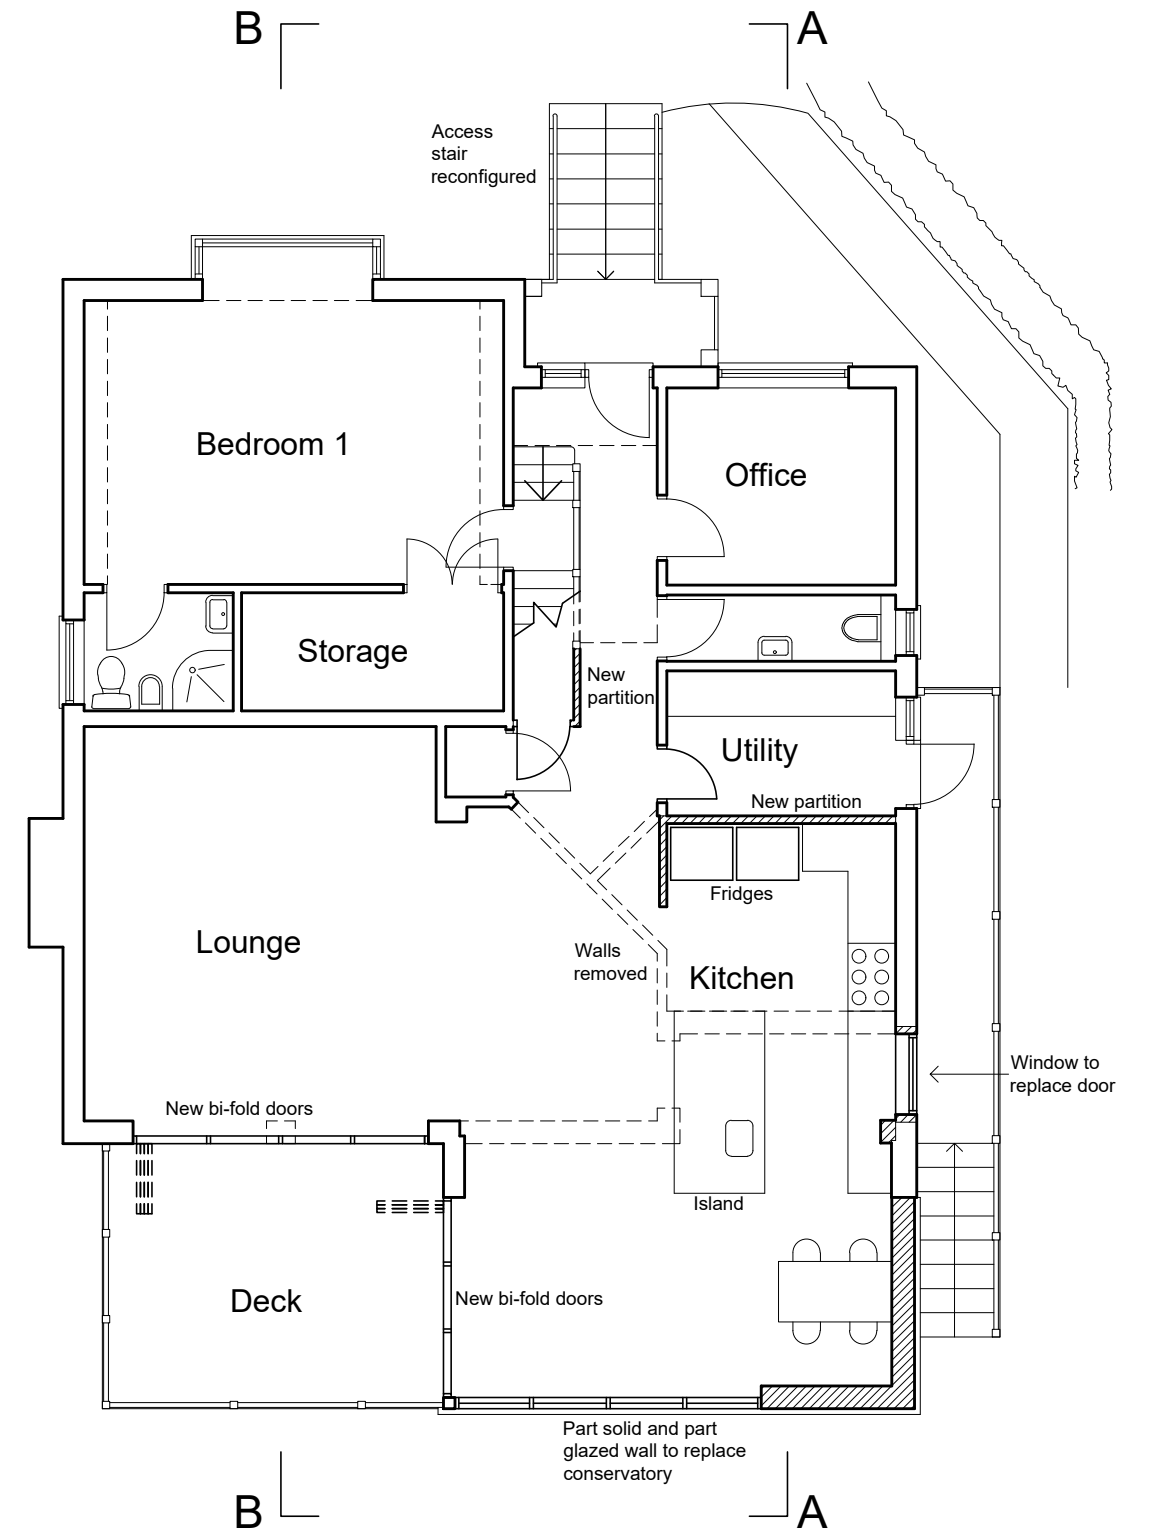 B
A
Access
stair
reconfigured
Bedroom 1
Office
Storage
New
partition
Utility
New partition
Fridges
Lounge
Walls
removed
Kitchen
Window to
replace door
New bi-fold doors
Island
Deck
New bi-fold doors
Part solid and part
glazed wall to replace
conservatory
B
A